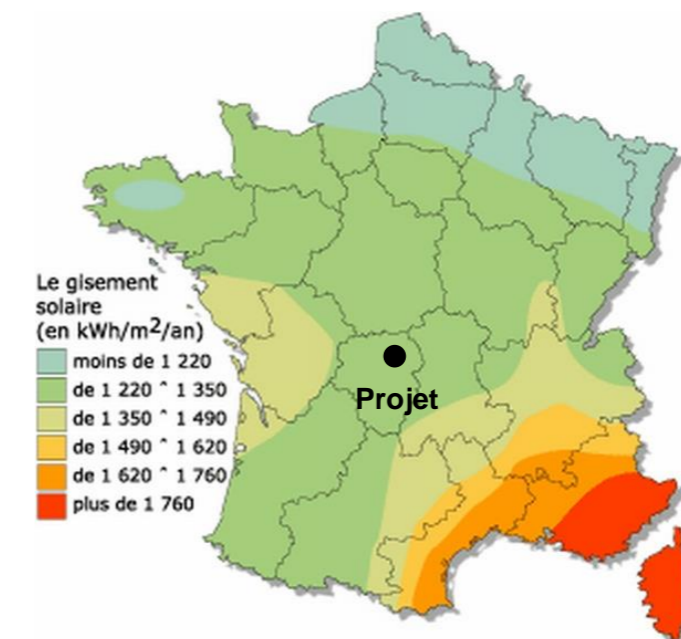 Le gisement
solaire
(en kWh/m²/an)
moins de 1 220
de 1 220 ˆ 1 350
de 1 350 ˆ 1 490
de 1 490 ˆ 1 620
de 1 620 ˆ 1 760
plus de 1 760
Projet